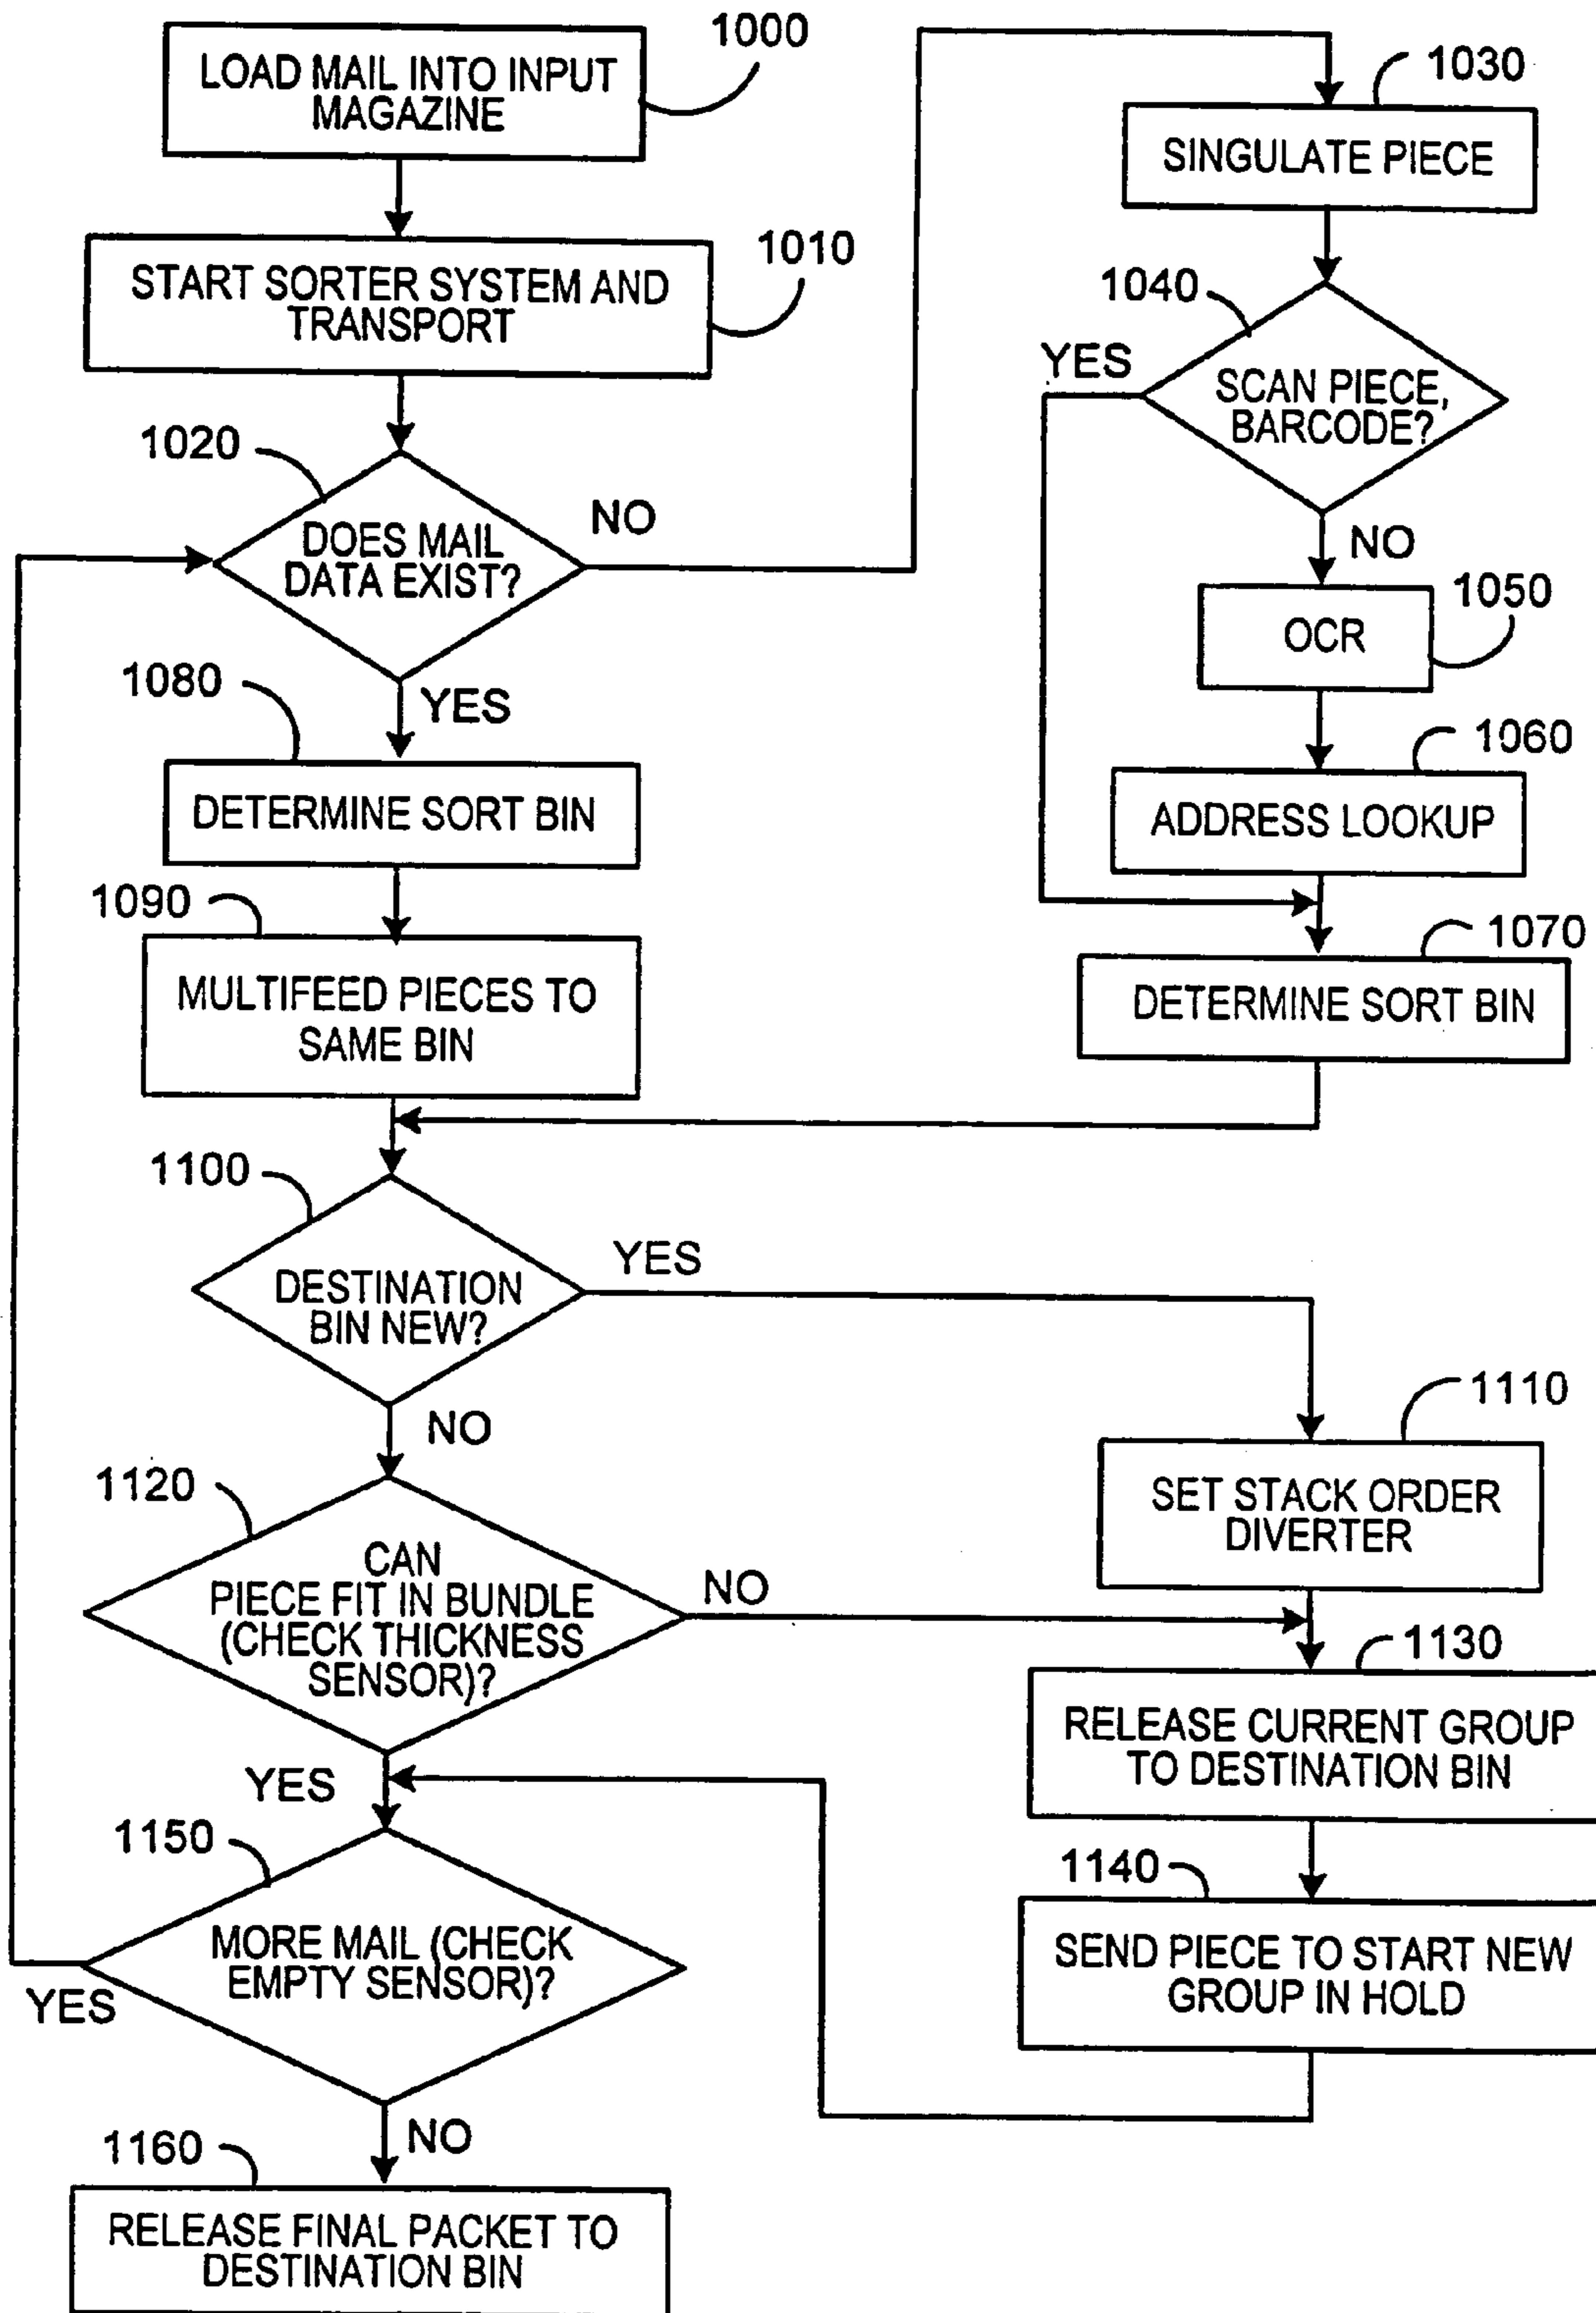 1000
LOAD MAIL INTO INPUT
MAGAZINE
1010
START SORTER SYSTEM AND
TRANSPORT
1020
DOES MAIL
DATA EXIST?
NO
YES
1030
SINGULATE PIECE
1040
SCAN PIECE,
BARCODE?
YES
NO
1050
OCR
1060
ADDRESS LOOKUP
1070
DETERMINE SORT BIN
1080
DETERMINE SORT BIN
1090
MULTIFEED PIECES TO
SAME BIN
1100
DESTINATION
BIN NEW?
YES
NO
1110
SET STACK ORDER
DIVERTER
1120
CAN
PIECE FIT IN BUNDLE
(CHECK THICKNESS
SENSOR)?
NO
YES
1130
RELEASE CURRENT GROUP
TO DESTINATION BIN
1140
SEND PIECE TO START NEW
GROUP IN HOLD
1150
MORE MAIL (CHECK
EMPTY SENSOR)?
YES
NO
1160
RELEASE FINAL PACKET TO
DESTINATION BIN